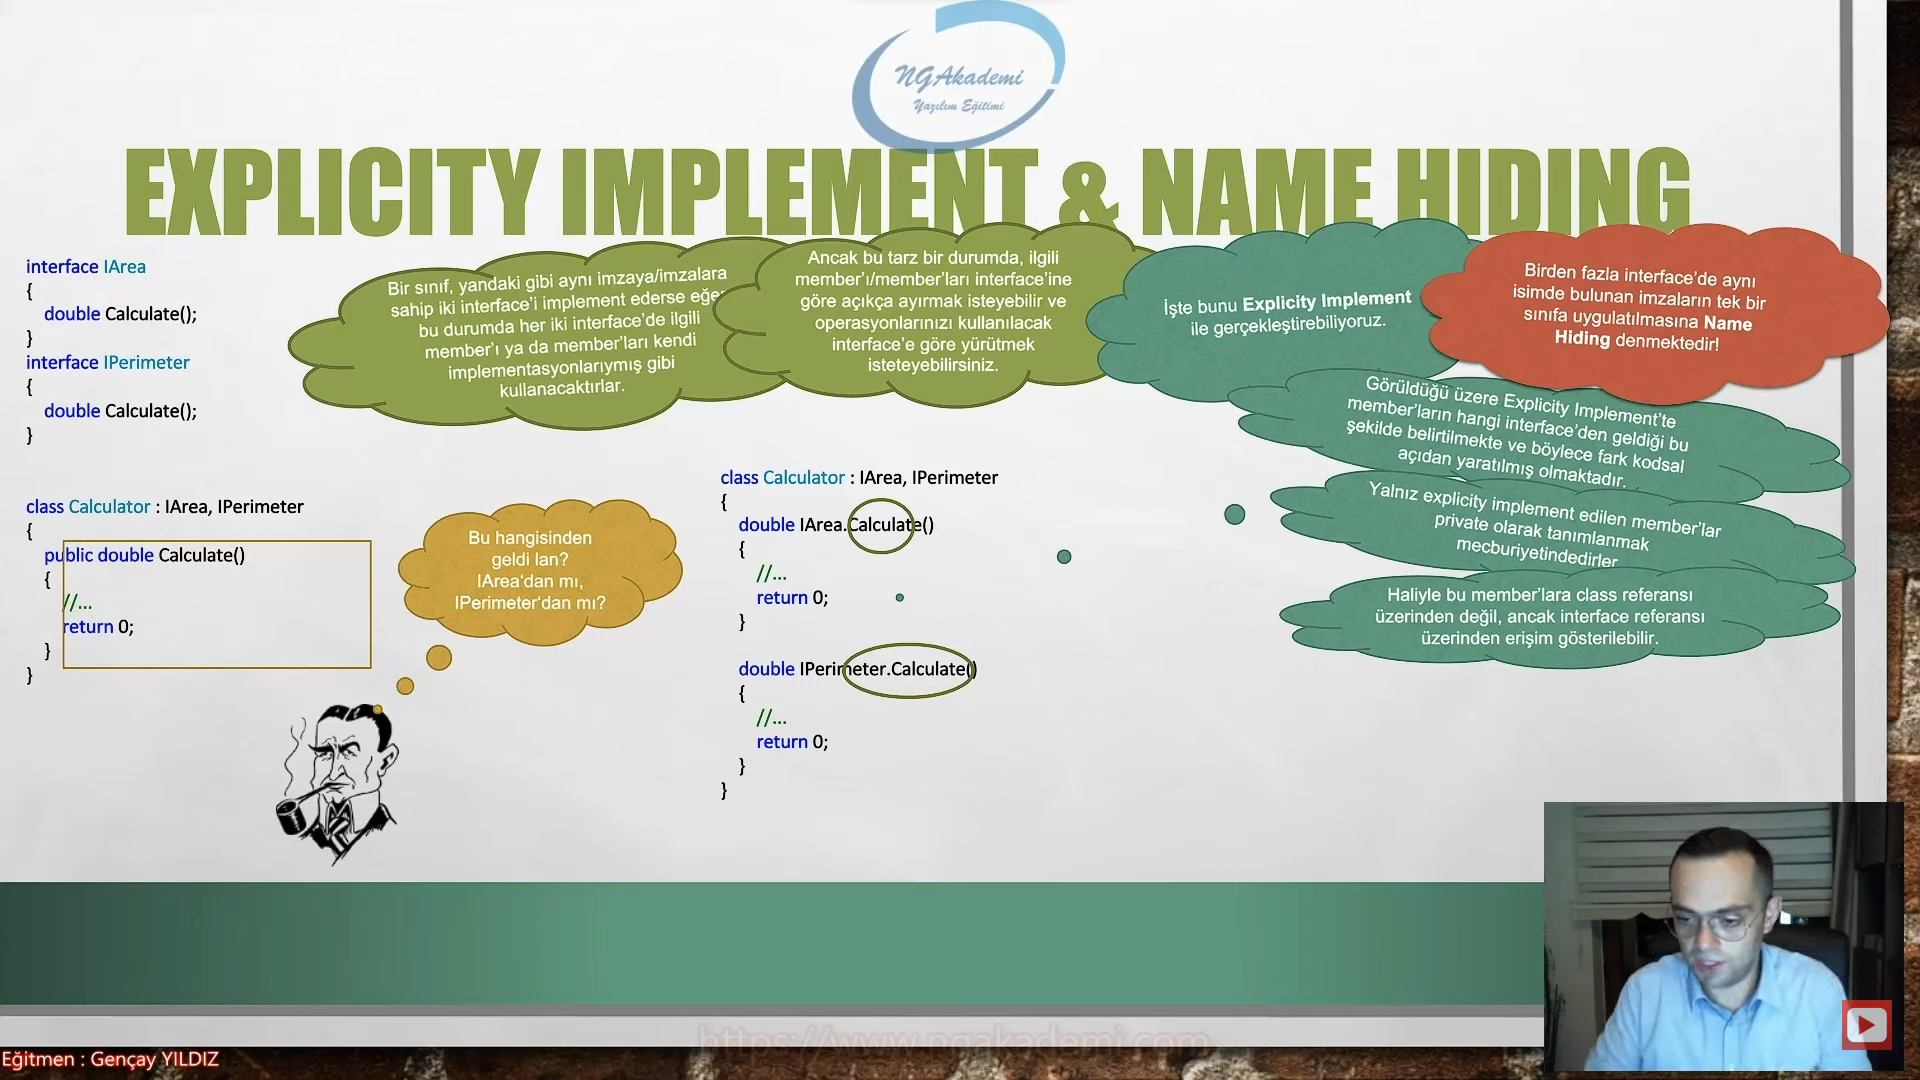 NGAkademi
Yazılım Eğitimi
EXPLICITY IMPLEMENT & NAME HIDING
interface IArea
{
double Calculate();
}
interface IPerimeter
{
double Calculate();
}
class Calculator : IArea, IPerimeter
{
public double Calculate()
{
//...
return 0;
}
}
Bir sınıf, yandaki gibi aynı imzaya/imzalara
sahip iki interface'i implement ederse eğer
bu durumda her iki interface'de ilgili
member'ı ya da member'ları kendi
implementasyonlarıymış gibi
kullanacaktırlar.
Ancak bu tarz bir durumda, ilgili
member'ı/member'ları interface'ine
göre açıkça ayırmak isteyebilir ve
operasyonlarınızı kullanılacak
interface'e göre yürütmek
isteteyebilirsiniz.
İşte bunu Explicity Implement
ile gerçekleştirebiliyoruz.
Birden fazla interface'de aynı
isimde bulunan imzaların tek bir
sınıfa uygulatılmasına Name
Hiding denmektedir!
Görüldüğü üzere Explicity Implement'te
member'ların hangi interface'den geldiği bu
şekilde belirtilmekte ve böylece fark kodsal
açıdan yaratılmış olmaktadır.
Yalnız explicity implement edilen member'lar
private olarak tanımlanmak
mecburiyetindedirler
Haliyle bu member'lara class referansı
üzerinden değil, ancak interface referansı
üzerinden erişim gösterilebilir.
Bu hangisinden
geldi lan?
IArea'dan mı,
IPerimeter'dan mı?
class Calculator : IArea, IPerimeter
{
double IArea.Calculate()
{
//...
return 0;
}
double IPerimeter.Calculate()
{
//...
return 0;
}
}
https://www.ngakademi.com
Eğitmen : Gençay YILDIZ